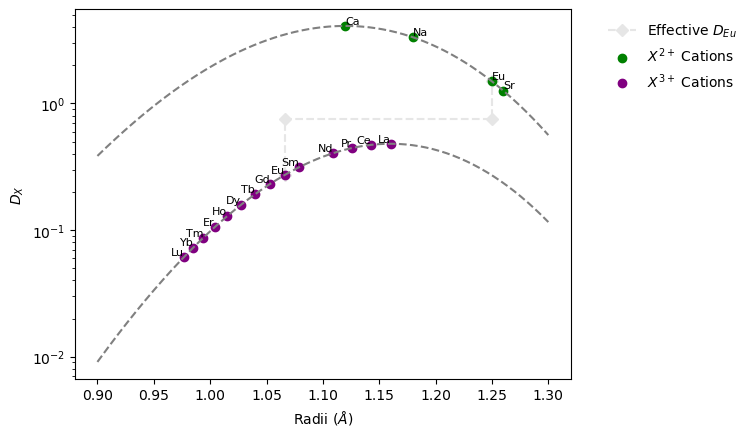 Ca
Na
Eu
Sr
Effective D_{Eu}
X^{2+} Cations
X^{3+} Cations
10^0
10^{-1}
10^{-2}
D_X
La
Ce
Pr
Nd
Sm
Eu
Gd
Tb
Dy
Ho
Er
Tm
Yb
Lu
0.90 0.95 1.00 1.05 1.10 1.15 1.20 1.25 1.30
Radii (Å)